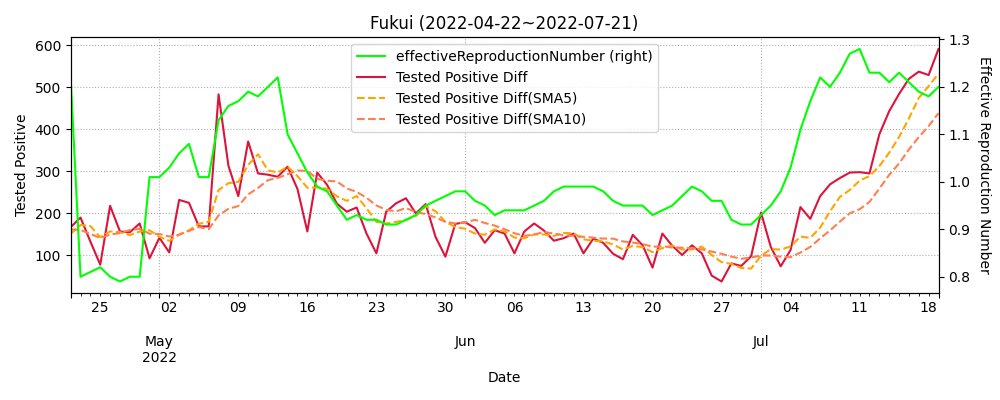 Fukui (2022-04-22~2022-07-21)
effectiveReproductionNumber (right)
Tested Positive Diff
Tested Positive Diff(SMA5)
Tested Positive Diff(SMA10)
Tested Positive
600
500
400
300
200
100
1.3
1.2
1.1
1.0
0.9
0.8
Effective Reproduction Number
25 02 09 16 23 30 06 13 20 27 04 11 18
May Jun Jul
2022
Date